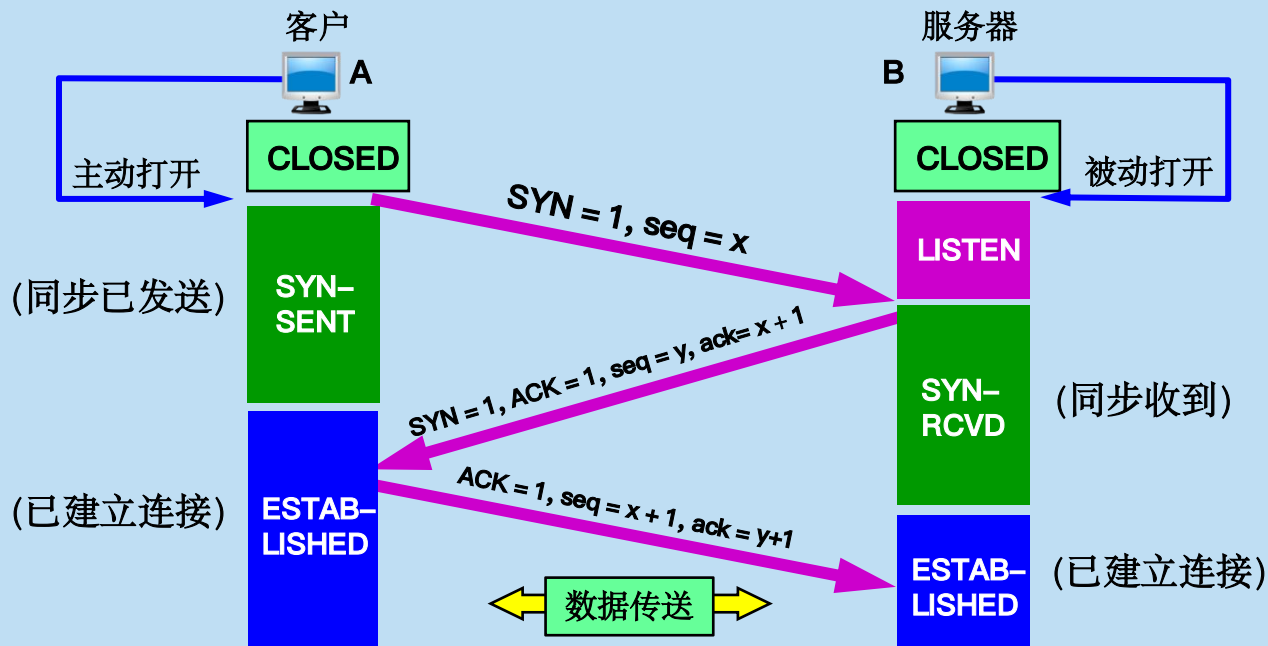 客户
服务器
A
B
CLOSED
CLOSED
主动打开
被动打开
SYN = 1, seq = x
LISTEN
(同步已发送)
SYN–
SENT
SYN = 1, ACK = 1, seq = y, ack= x + 1
SYN–
RCVD
(同步收到)
ACK = 1, seq = x + 1, ack = y+1
(已建立连接)
ESTAB–
LISHED
ESTAB–
LISHED
(已建立连接)
数据传送